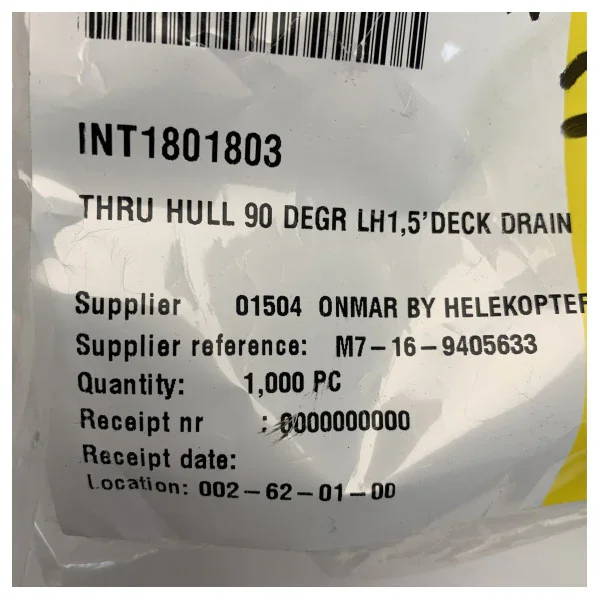 INT1801803
THRU HULL 90 DEGR LH1,5'DECK DRAIN
Supplier 01504 ONMAR BY HELEKOPTER
Supplier reference: M7-16-9405633
Quantity: 1,000 PC
Receipt nr : 0000000000
Receipt date:
Location: 002-62-01-00